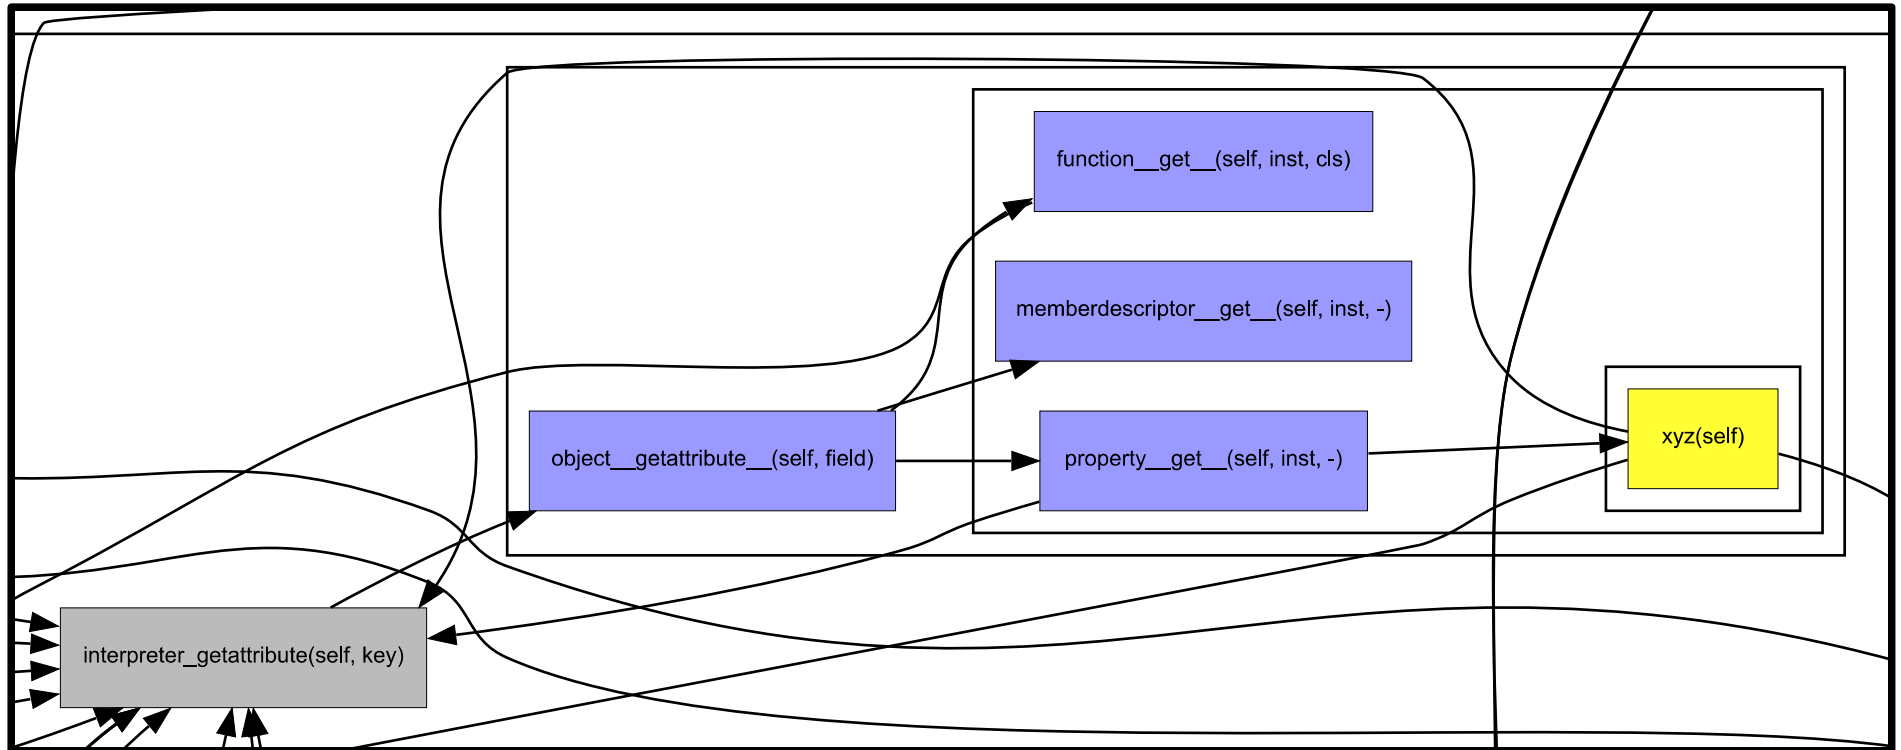 function__get__(self, inst, cls)
memberdescriptor__get__(self, inst, -)
xyz(self)
object__getattribute__(self, field)
property__get__(self, inst, -)
interpreter_getattribute(self, key)